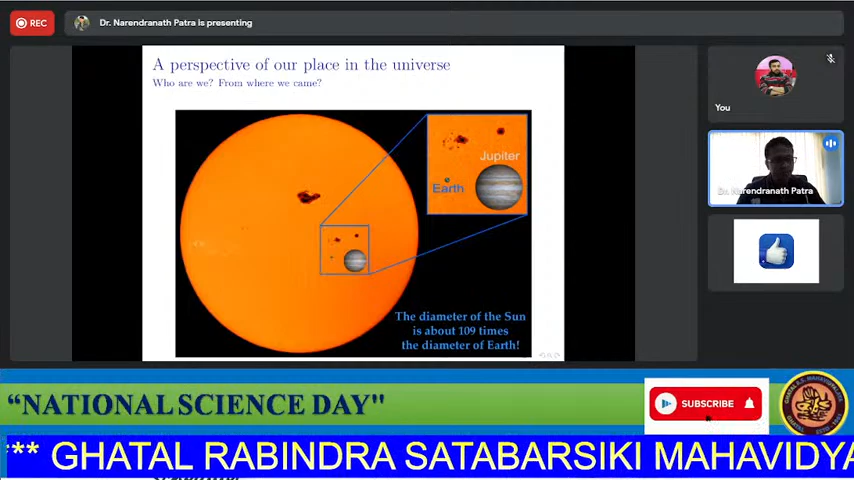 REC
Dr. Narendranath Patra is presenting
A perspective of our place in the universe
Who are we? From where we came?
Jupiter
Earth
The diameter of the Sun
is about 109 times
the diameter of Earth!
You
Dr. Narendranath Patra
"NATIONAL SCIENCE DAY"
SUBSCRIBE
** GHATAL RABINDRA SATABARSIKI MAHAVIDYA